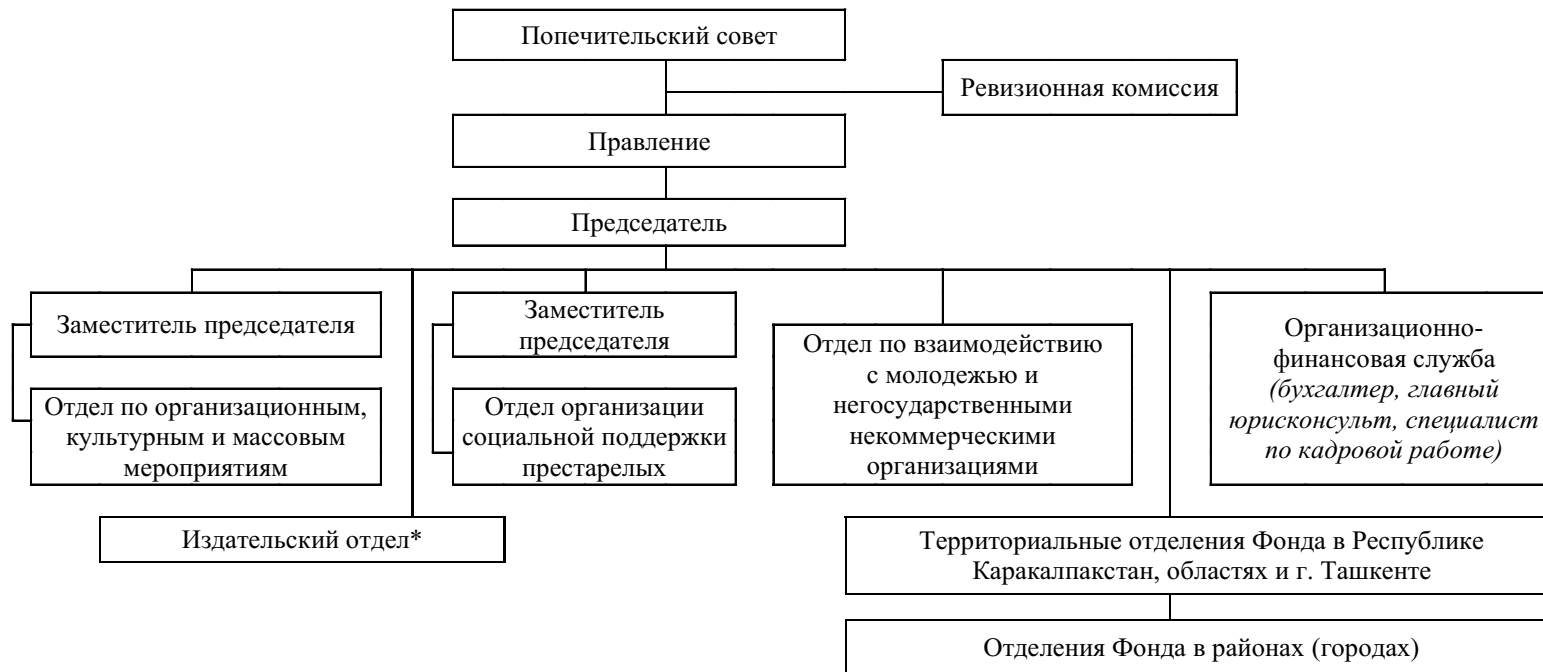 Попечительский совет
Ревизионная комиссия
Правление
Председатель
Заместитель председателя
Заместитель
председателя
Отдел по взаимодействию
с молодежью и
негосударственными
некоммерческими
организациями
Организационно-
финансовая служба
(бухгалтер, главный
юрисконсульт, специалист
по кадровой работе)
Отдел по организационным,
культурным и массовым
мероприятиям
Отдел организации
социальной поддержки
престарелых
Издательский отдел*
Территориальные отделения Фонда в Республике
Каракалпакстан, областях и г. Ташкенте
Отделения Фонда в районах (городах)